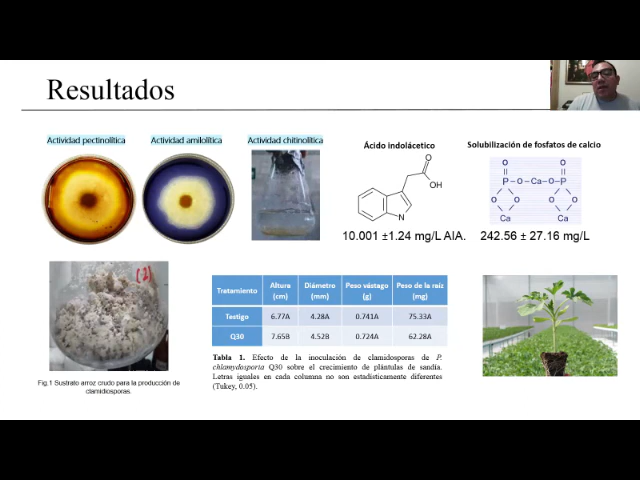 Resultados
Actividad pectinolítica
Actividad amilolítica
Actividad chitinolítica
Ácido indolácetico
Solubilización de fosfatos de calcio
O
OH
N
O O
P O Ca O P
O O O O
Ca Ca
10.001 ±1.24 mg/L AIA.
242.56 ± 27.16 mg/L
(2)
Tratamiento Altura (cm) Diámetro (mm) Peso vástago (g) Peso de la raíz (mg)
Testigo 6.77A 4.28A 0.741A 75.33A
Q30 7.65B 4.52B 0.724A 62.28A
Tabla 1. Efecto de la inoculación de clamidosporas de P.
chlamydosporia Q30 sobre el crecimiento de plántulas de sandía.
Letras iguales en cada columna no son estadísticamente diferentes
(Tukey, 0.05).
Fig.1 Sustrato arroz crudo para la producción de
clamidiosporas.